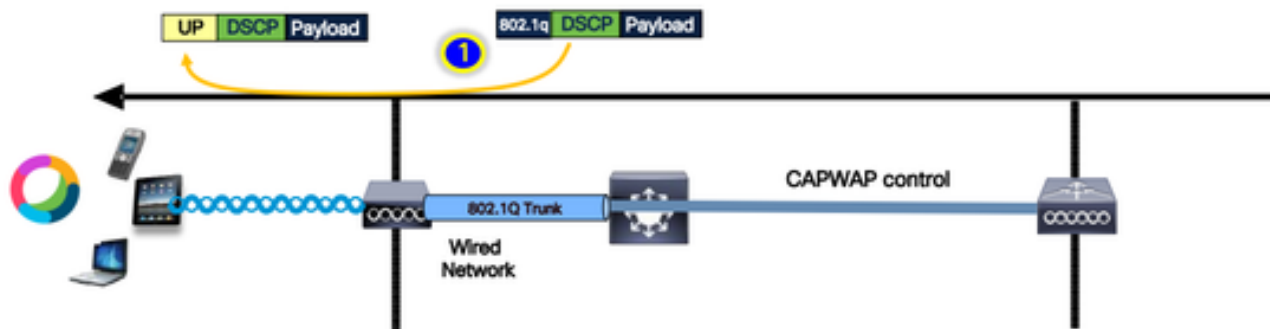 UP DSCP Payload
1
802.1q DSCP Payload
CAPWAP control
802.1Q Trunk
Wired
Network